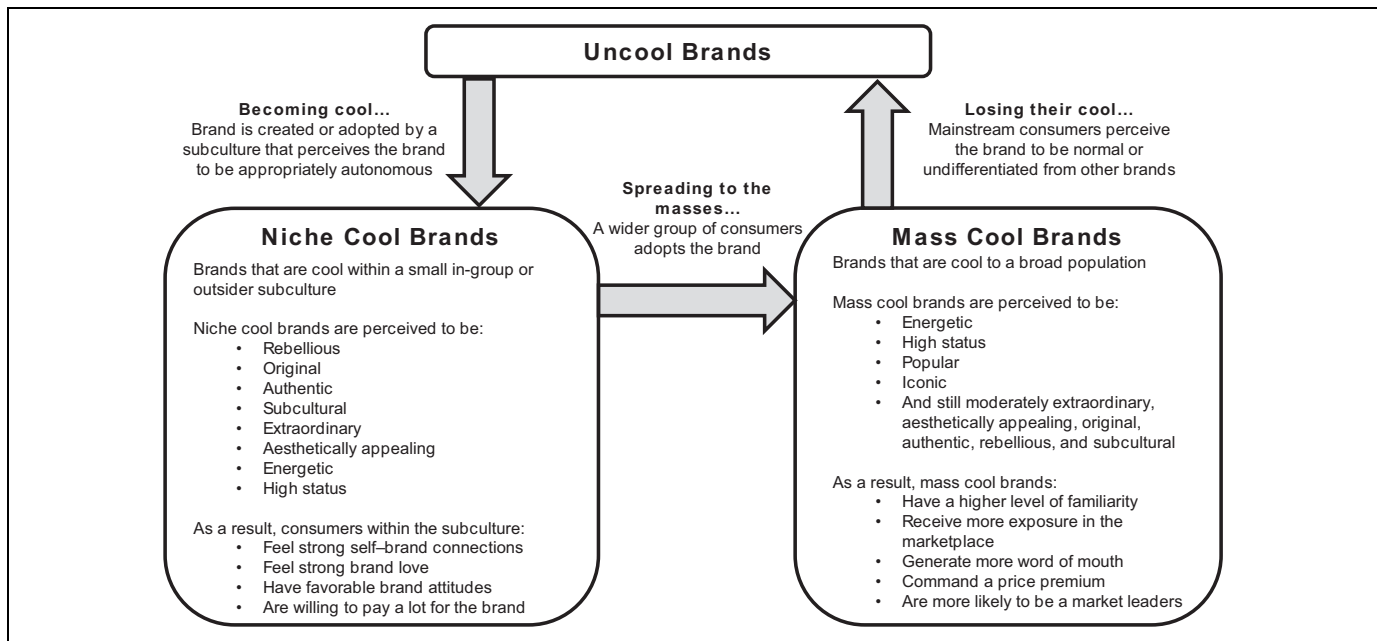 Uncool Brands
Becoming cool...
Brand is created or adopted by a
subculture that perceives the brand
to be appropriately autonomous
Losing their cool...
Mainstream consumers perceive
the brand to be normal or
undifferentiated from other brands
Spreading to the
masses...
A wider group of consumers
adopts the brand
Niche Cool Brands
Brands that are cool within a small in-group or
outsider subculture
Niche cool brands are perceived to be:
• Rebellious
• Original
• Authentic
• Subcultural
• Extraordinary
• Aesthetically appealing
• Energetic
• High status
As a result, consumers within the subculture:
• Feel strong self–brand connections
• Feel strong brand love
• Have favorable brand attitudes
• Are willing to pay a lot for the brand
Mass Cool Brands
Brands that are cool to a broad population
Mass cool brands are perceived to be:
• Energetic
• High status
• Popular
• Iconic
• And still moderately extraordinary,
aesthetically appealing, original,
authentic, rebellious, and subcultural
As a result, mass cool brands:
• Have a higher level of familiarity
• Receive more exposure in the
marketplace
• Generate more word of mouth
• Command a price premium
• Are more likely to be a market leaders